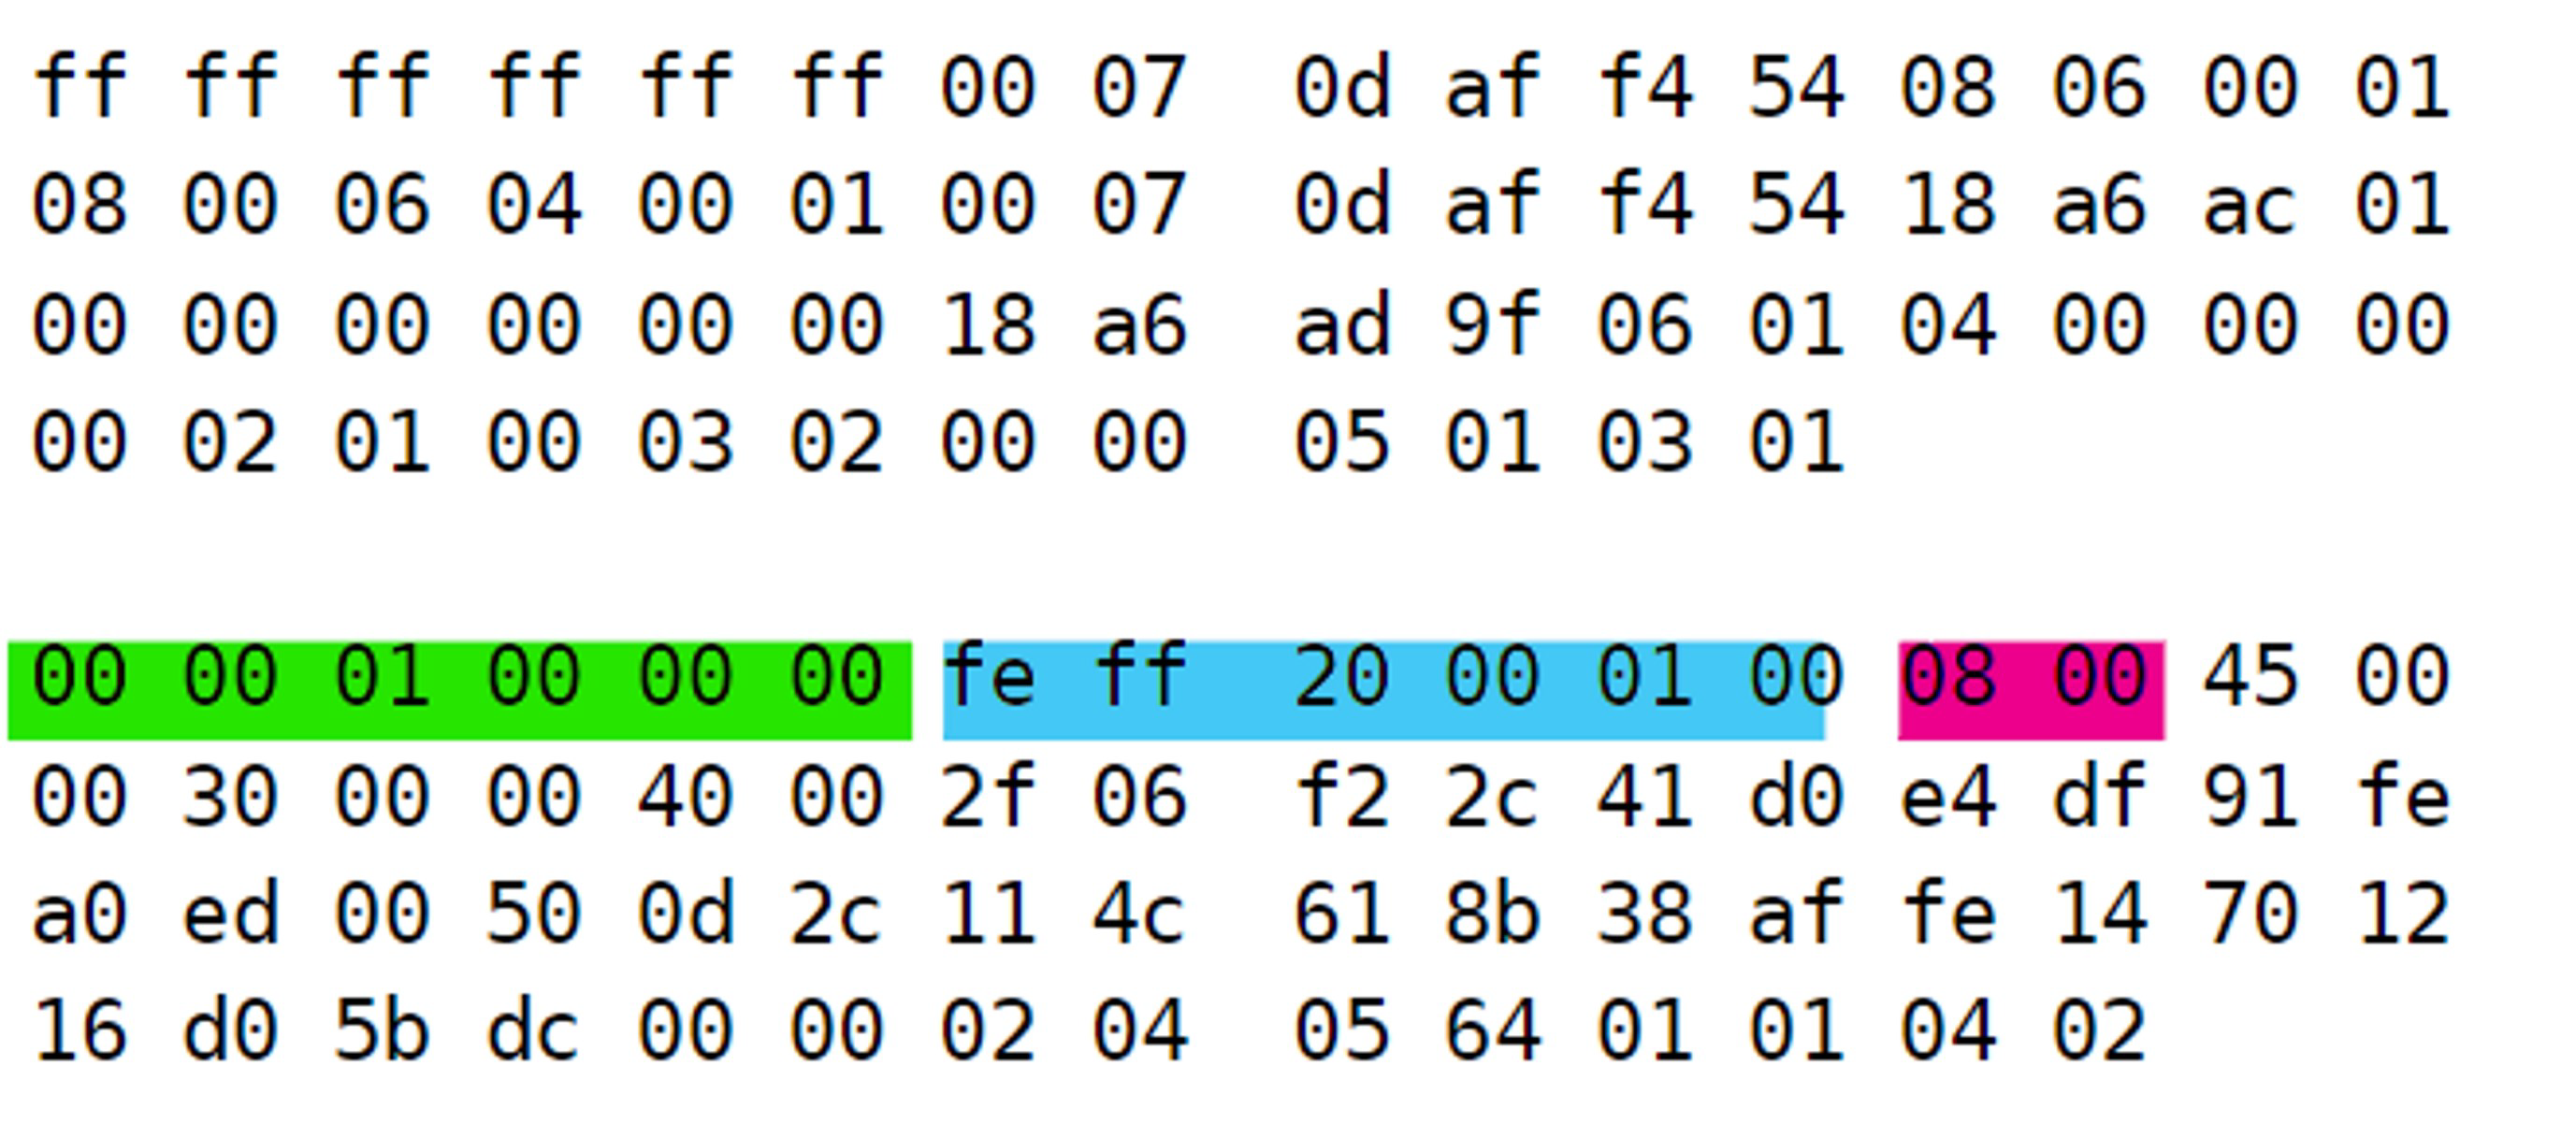 ff ff ff ff ff ff 00 07 0d af f4 54 08 06 00 01
08 00 06 04 00 01 00 07 0d af f4 54 18 a6 ac 01
00 00 00 00 00 00 18 a6 ad 9f 06 01 04 00 00 00
00 02 01 00 03 02 00 00 05 01 03 01
00 00 01 00 00 00 fe ff 20 00 01 00 08 00 45 00
00 30 00 00 40 00 2f 06 f2 2c 41 d0 e4 df 91 fe
a0 ed 00 50 0d 2c 11 4c 61 8b 38 af fe 14 70 12
16 d0 5b dc 00 00 02 04 05 64 01 01 04 02